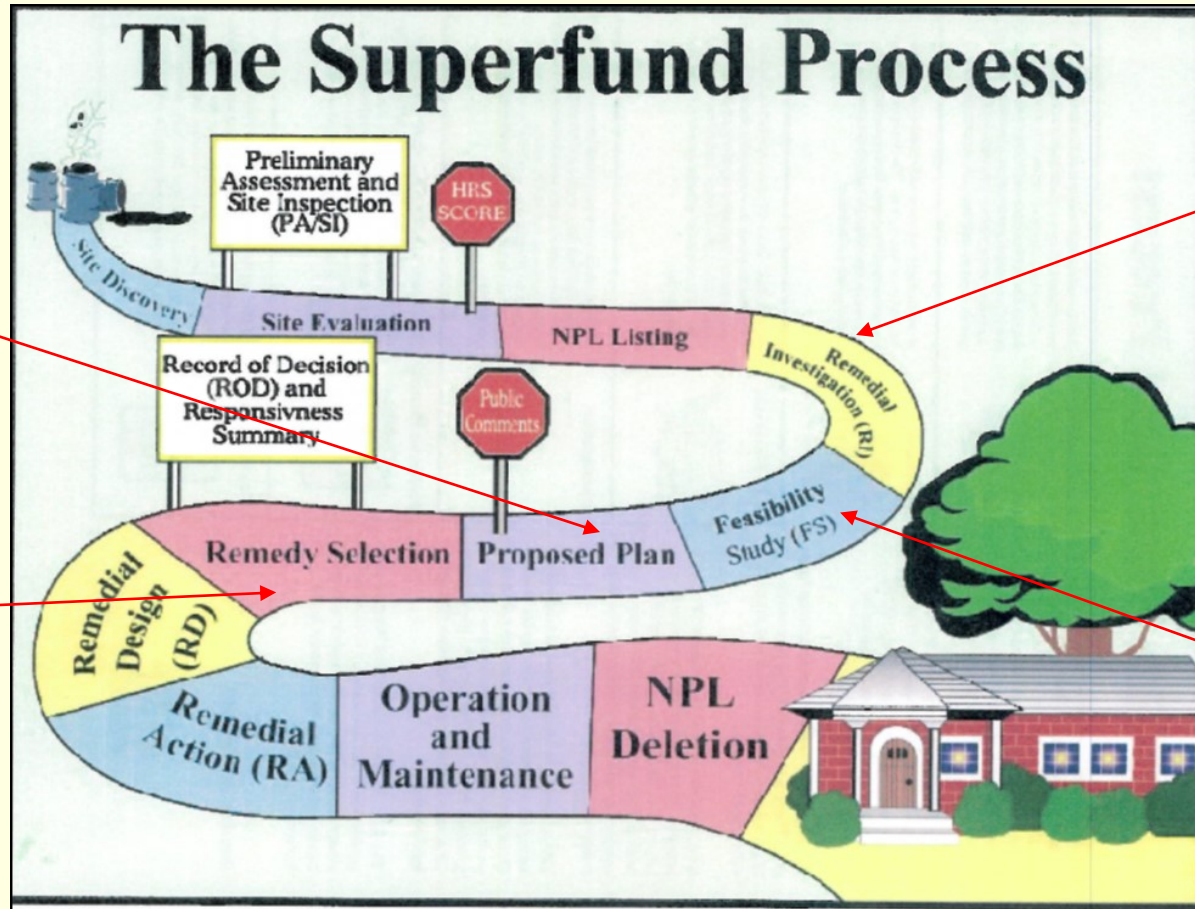 The Superfund Process
Preliminary
Assessment and
Site Inspection
(PA/SI)
HRS
SCORE
Site Discovery
Site Evaluation
NPL Listing
Remedial
Investigation (RI)
Record of Decision
(ROD) and
Responsivness
Summary
Public
Comments
Feasibility
Study (FS)
Proposed Plan
Remedy Selection
Remedial
Design
(RD)
Remedial
Action (RA)
Operation
and
Maintenance
NPL
Deletion